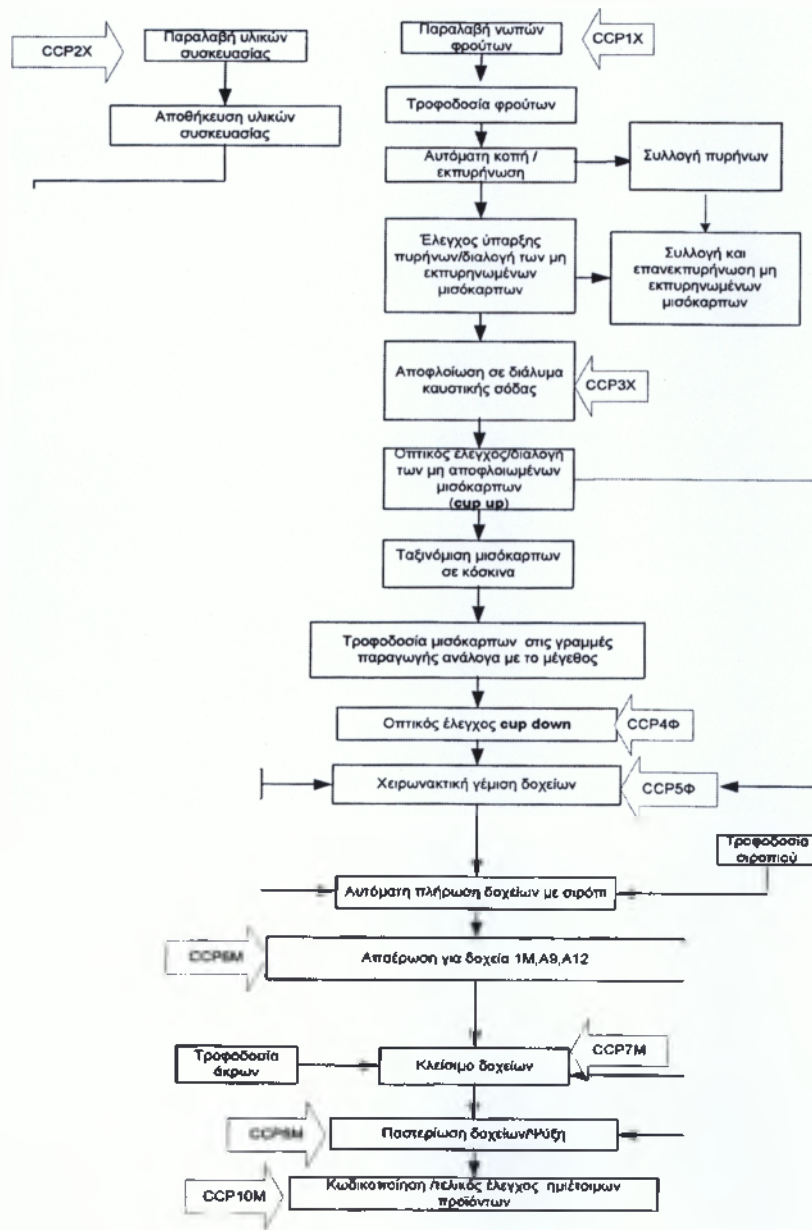 CCP2X
Παραλαβή υλικών
συσκευασίας
Παραλαβή νωπών
φρούτων
CCP1X
Αποθήκευση υλικών
συσκευασίας
Τροφοδοσία φρούτων
Αυτόματη κοπή /
εκπυρήνωση
Συλλογή πυρήνων
Έλεγχος ύπαρξης
πυρήνων/διαλογή των μη
εκπυρηνωμένων
μισόκαρπων
Συλλογή και
επανεκπυρήνωση μη
εκπυρηνωμένων
μισόκαρπων
Αποφλοίωση σε διάλυμα
καυστικής σόδας
CCP3X
Οπτικός έλεγχος/διαλογή
των μη αποφλοιωμένων
μισόκαρπων
(cup up)
Ταξινόμιση μισόκαρπων
σε κόσκινα
Τροφοδοσία μισόκαρπων στις γραμμές
παραγωγής ανάλογα με το μέγεθος
Οπτικός έλεγχος cup down
CCP4Φ
Χειρωνακτική γέμιση δοχείων
CCP5Φ
Τροφοδοσία
σιροπιού
Αυτόματη πλήρωση δοχείων με σιρόπι
CCP6M
Απαέρωση για δοχεία 1M,A9,A12
CCP7M
Τροφοδοσία
άκρων
Κλείσιμο δοχείων
Παστερίωση δοχείων/Ψύξη
CCP10M
Κωδικοποίηση /τελικός έλεγχος ημιέτοιμων
προϊόντων